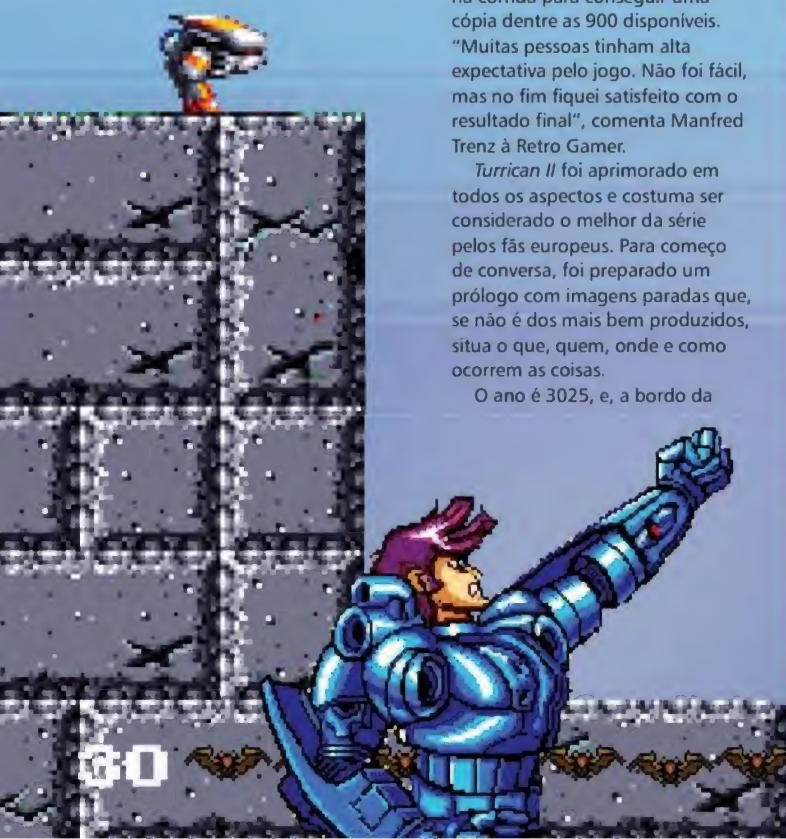 na corrida para conseguir uma
cópia dentre as 900 disponíveis.
“Muitas pessoas tinham alta
expectativa pelo jogo. Não foi fácil,
mas no fim fiquei satisfeito com o
resultado final”, comenta Manfred
Trenz à Retro Gamer.
Turrican II foi aprimorado em
todos os aspectos e costuma ser
considerado o melhor da série
pelos fãs europeus. Para começo
de conversa, foi preparado um
prólogo com imagens paradas que,
se não é dos mais bem produzidos,
situa o que, quem, onde e como
ocorrem as coisas.
O ano é 3025, e, a bordo da
30